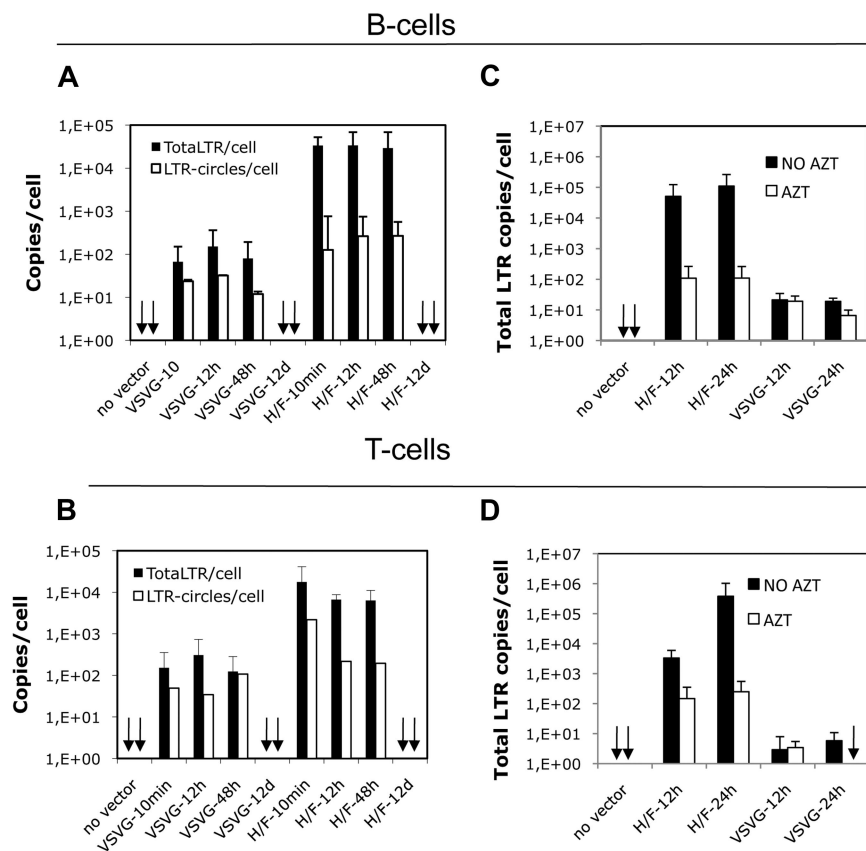 B-cells
A
Copies/cell
1,E+05
1,E+04
1,E+03
1,E+02
1,E+01
1,E+00
TotaLTR/cell
LTR-circles/cell
no vector
VSVG-10
VSVG-12h
VSVG-48h
VSVG-12d
H/F-10min
H/F-12h
H/F-48h
H/F-12d
C
Total LTR copies/cell
1,E+07
1,E+06
1,E+05
1,E+04
1,E+03
1,E+02
1,E+01
1,E+00
NO AZT
AZT
no vector
H/F-12h
H/F-24h
VSVG-12h
VSVG-24h
T-cells
B
Copies/cell
1,E+05
1,E+04
1,E+03
1,E+02
1,E+01
1,E+00
TotaLTR/cell
LTR-circles/cell
no vector
VSVG-10min
VSVG-12h
VSVG-48h
VSVG-12d
H/F-10min
H/F-12h
H/F-48h
H/F-12d
D
Total LTR copies/cell
1,E+07
1,E+06
1,E+05
1,E+04
1,E+03
1,E+02
1,E+01
1,E+00
NO AZT
AZT
no vector
H/F-12h
H/F-24h
VSVG-12h
VSVG-24h